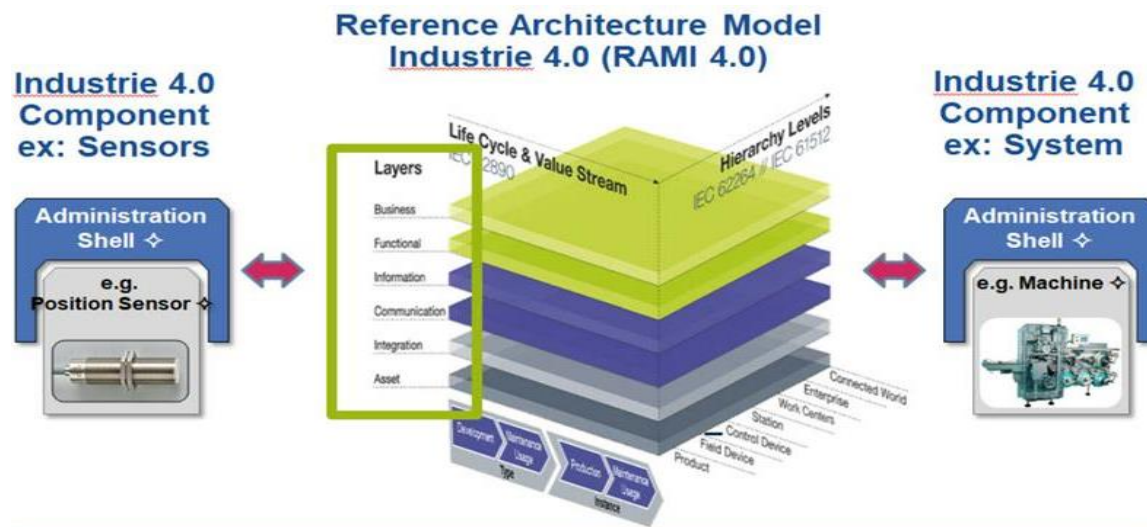 Reference Architecture Model
Industrie 4.0 (RAMI 4.0)
Industrie 4.0
Component
ex: Sensors
Administration
Shell ✧
e.g.
Position Sensor ✧
Layers
Business
Functional
Information
Communication
Integration
Asset
Life Cycle & Value Stream
IEC 62890
Hierarchy Levels
IEC 62264 // IEC 61512
Connected World
Enterprise
Work Centers
Station
Control Device
Field Device
Product
Development
Maintenance
Usage
Production
Maintenance
Usage
Type
Instance
Industrie 4.0
Component
ex: System
Administration
Shell ✧
e.g. Machine ✧